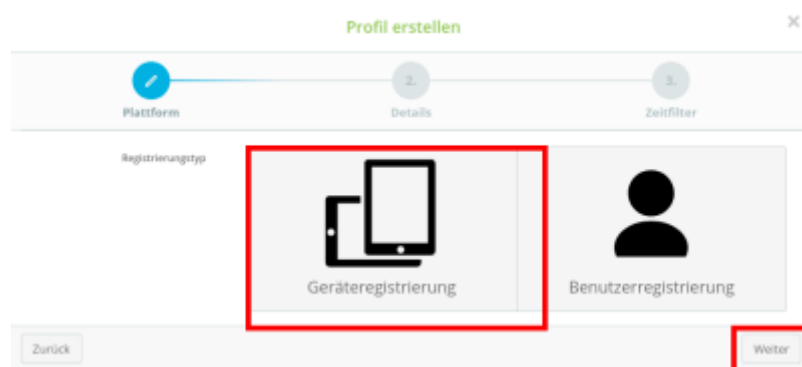 Profil erstellen
×
2.
3.
Plattform
Details
Zeitfilter
Registrierungstyp
Geräteregistrierung
Benutzerregistrierung
Zurück
Weiter